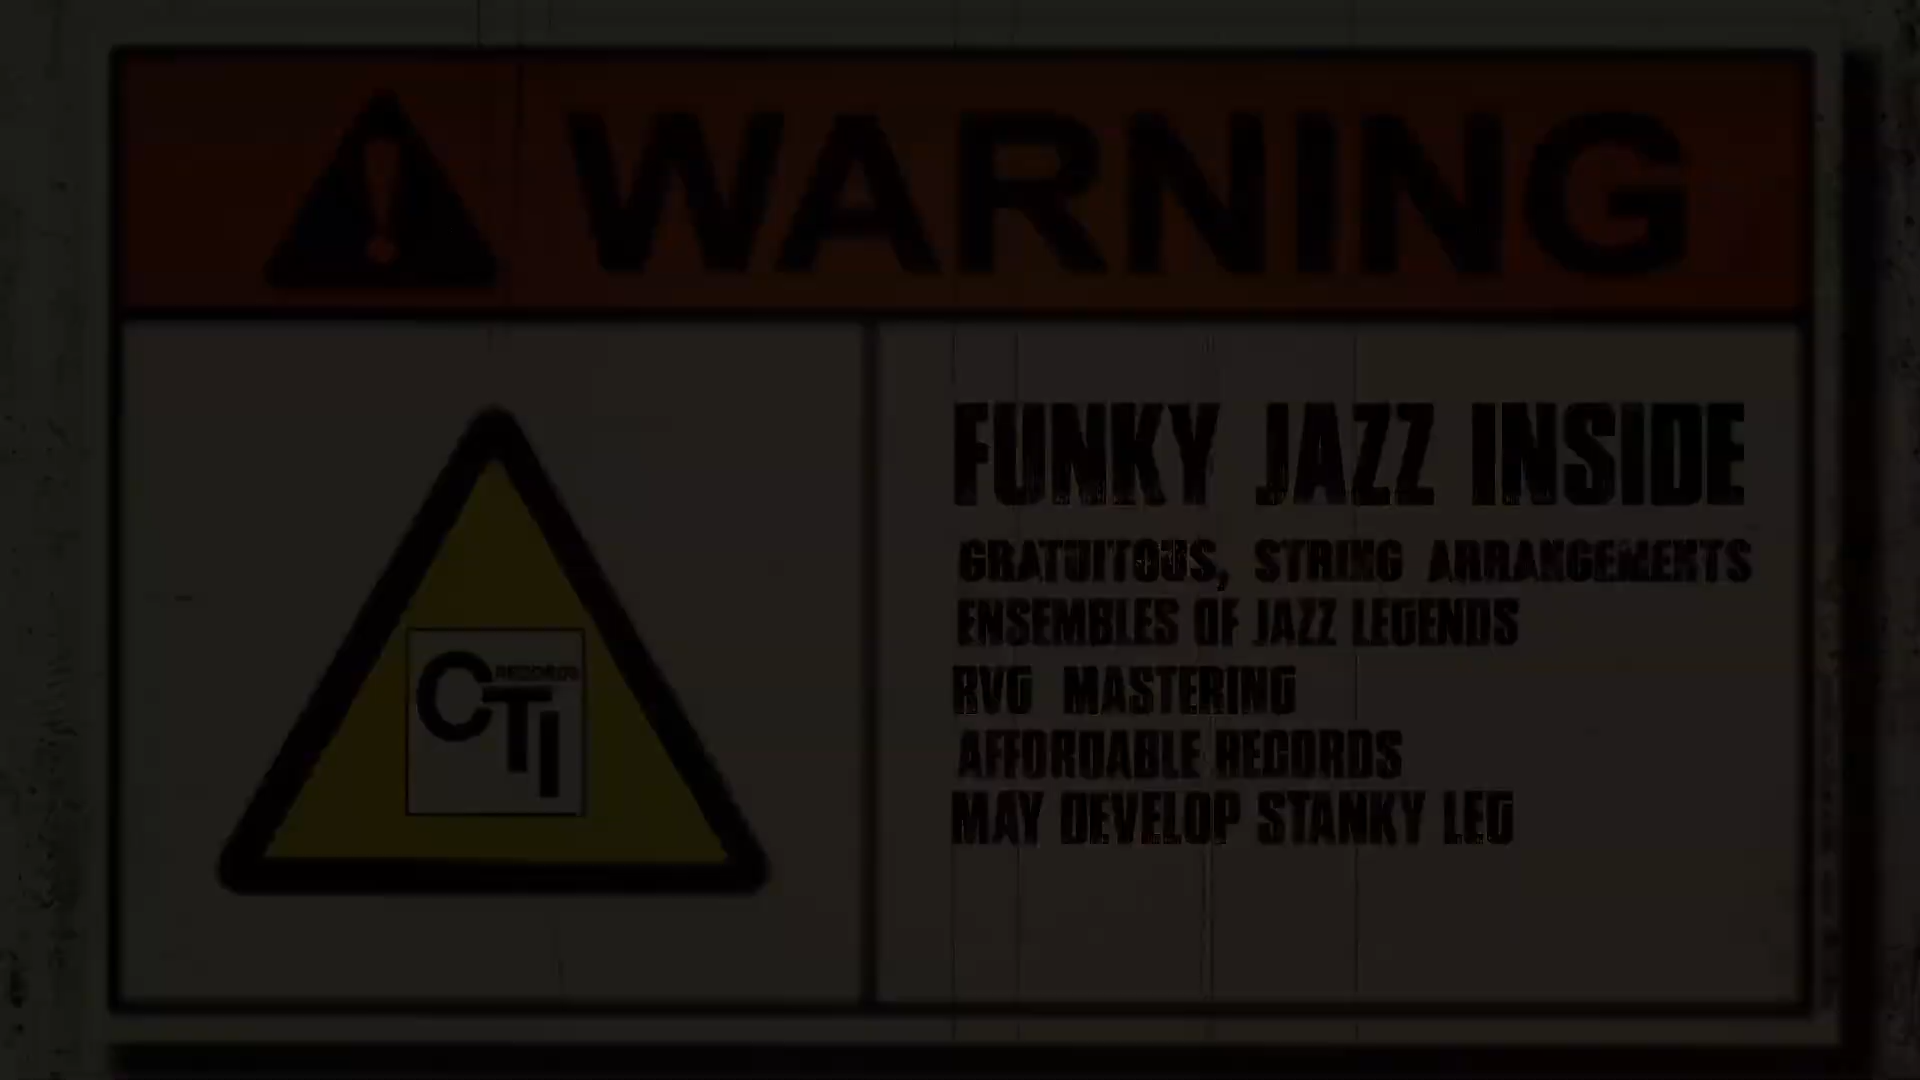 WARNING
RECORDS
CTI
FUNKY JAZZ INSIDE
GRATUITOUS, STRING ARRANGEMENTS
ENSEMBLES OF JAZZ LEGENDS
RVG MASTERING
AFFORDABLE RECORDS
MAY DEVELOP STANKY LEG